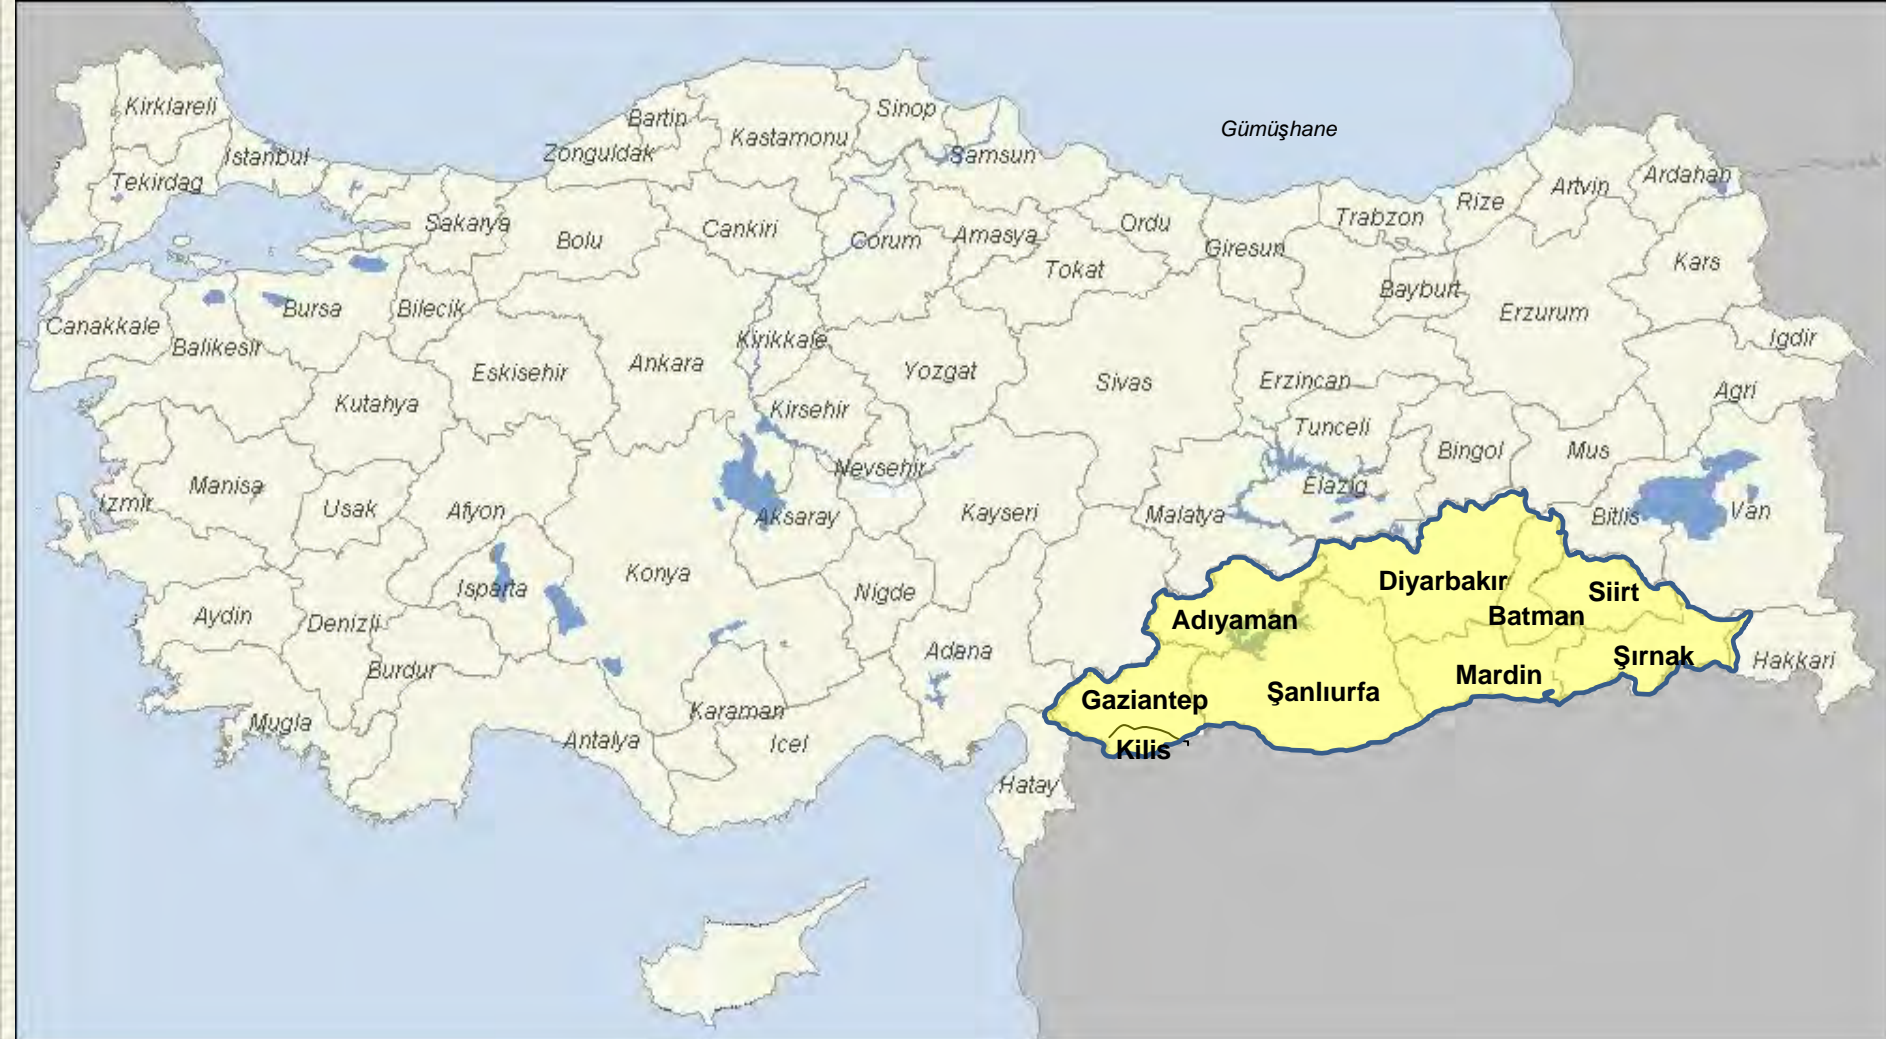 Kirklareli
Sinop
Bartin
Kastamonu
Gümüşhane
Istanbul
Zonguldak
Samsun
Tekirdag
Ardahan
Artvin
Rize
Sakarya
Bolu
Cankiri
Corum
Amasya
Ordu
Giresun
Trabzon
Tokat
Kars
Bayburt
Bursa
Bilecik
Erzurum
Canakkale
Balikesir
Kirikkale
Igdir
Eskisehir
Ankara
Yozgat
Sivas
Erzincan
Agri
Kutahya
Kirsehir
Tunceli
Bingol
Mus
Nevsehir
Manisa
Elazig
Izmir
Usak
Afyon
Aksaray
Kayseri
Malatya
Bitlis
Van
Isparta
Konya
Nigde
Diyarbakır
Siirt
Aydin
Denizli
Adıyaman
Batman
Adana
Burdur
Şırnak
Hakkari
Mardin
Gaziantep
Şanlıurfa
Karaman
Mugla
Antalya
Icel
Kilis
Hatay